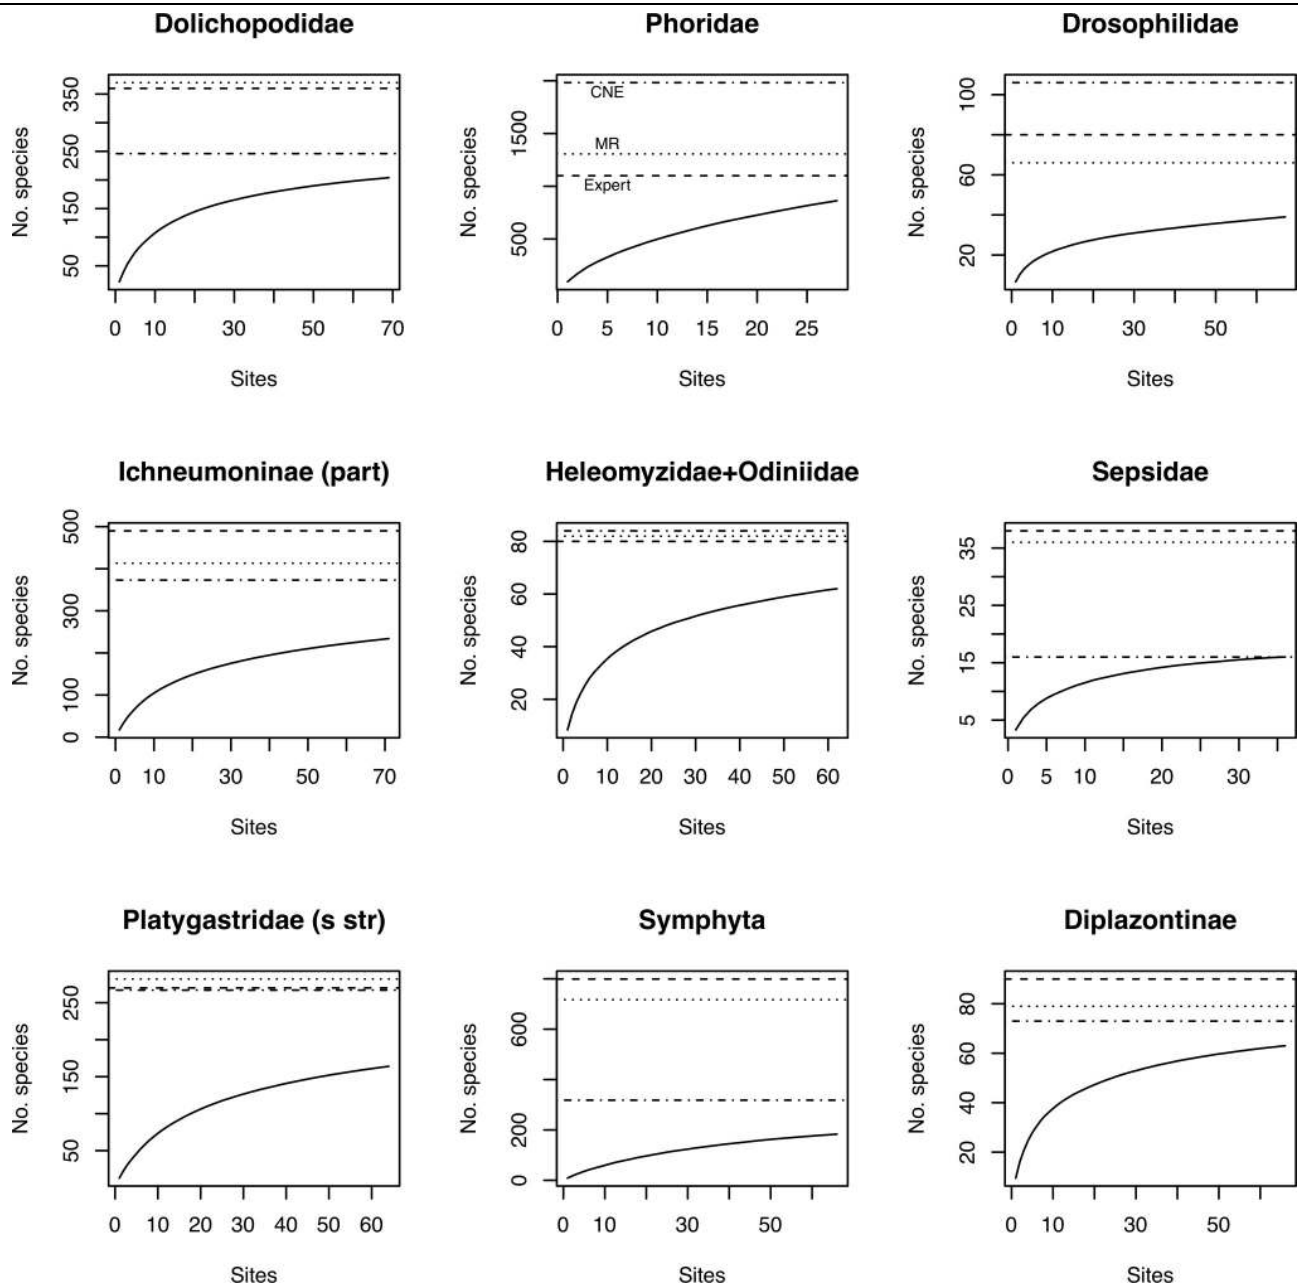 Dolichopodidae
Phoridae
Drosophilidae
No. species
50
150
250
350
0 10 30 50 70
Sites
No. species
500
1500
CNE
MR
Expert
0 5 10 15 20 25
Sites
No. species
20
60
100
0 10 30 50
Sites
Ichneumoninae (part)
Heleomyzidae+Odiniidae
Sepsidae
No. species
0
100
300
500
0 10 30 50 70
Sites
No. species
20
40
60
80
0 10 20 30 40 50 60
Sites
No. species
5
15
25
35
0 5 10 20 30
Sites
Platygastridae (s str)
Symphyta
Diplazontinae
No. species
50
150
250
0 10 20 30 40 50 60
Sites
No. species
0
200
600
0 10 30 50
Sites
No. species
20
40
60
80
0 10 30 50
Sites